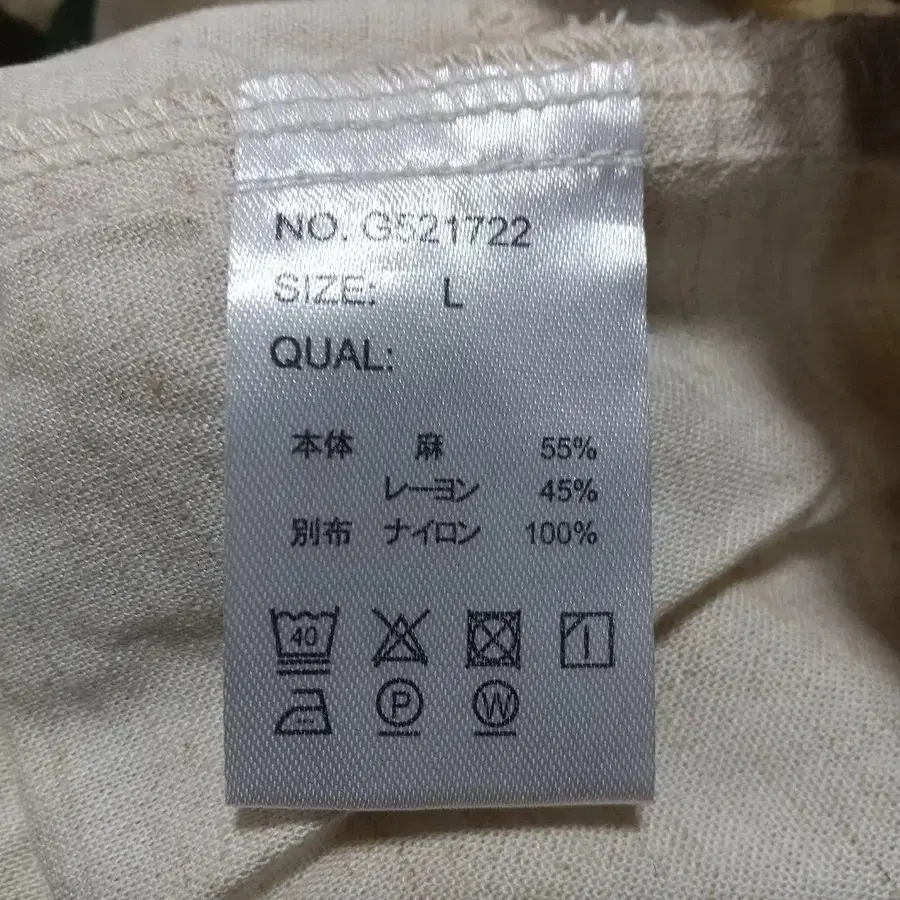 NO. G521722
SIZE: L
QUAL:
本体 麻 55%
レーヨン 45%
別布 ナイロン 100%
40
P W